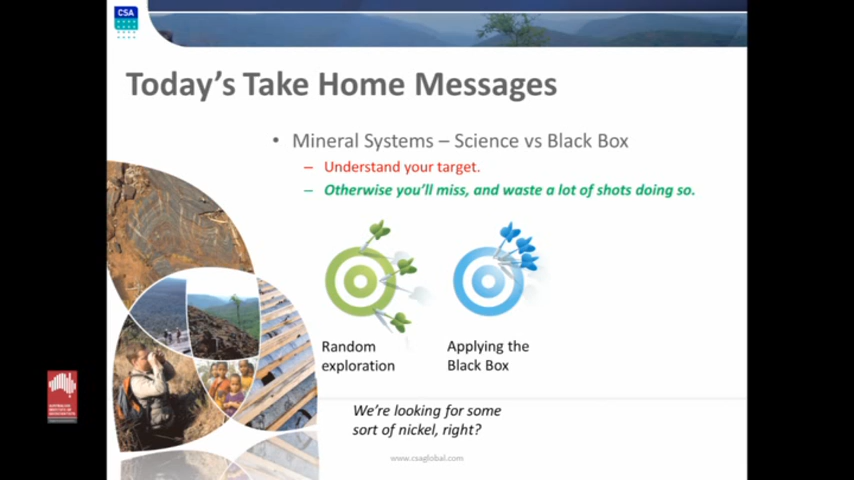 CSA
Today's Take Home Messages
• Mineral Systems – Science vs Black Box
– Understand your target.
– Otherwise you'll miss, and waste a lot of shots doing so.
Random
exploration
Applying the
Black Box
We're looking for some
sort of nickel, right?
www.csaglobal.com